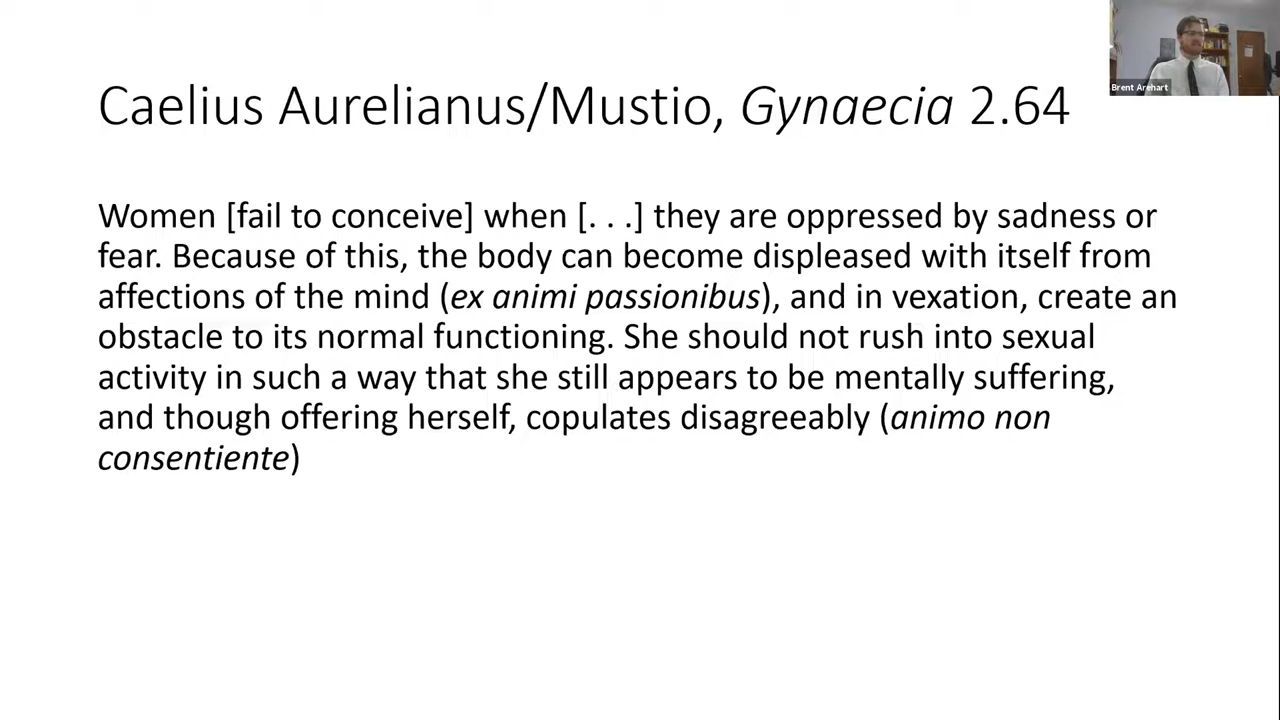 Caelius Aurelianus/Mustio, Gynaecia 2.64
Brent Arehart
Women [fail to conceive] when [. . .] they are oppressed by sadness or
fear. Because of this, the body can become displeased with itself from
affections of the mind (ex animi passionibus), and in vexation, create an
obstacle to its normal functioning. She should not rush into sexual
activity in such a way that she still appears to be mentally suffering,
and though offering herself, copulates disagreeably (animo non
consentiente)